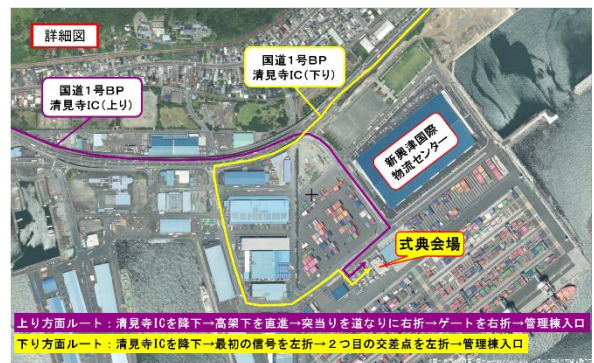 詳細図
国道1号BP
清見寺IC(下り)
国道1号BP
清見寺IC(上り)
新興津国際
物流センター
式典会場
上り方面ルート：清見寺ICを降下→高架下を直進→突当りを道なりに右折→ゲートを右折→管理棟入口
下り方面ルート：清見寺ICを降下→最初の信号を左折→２つ目の交差点を左折→管理棟入口